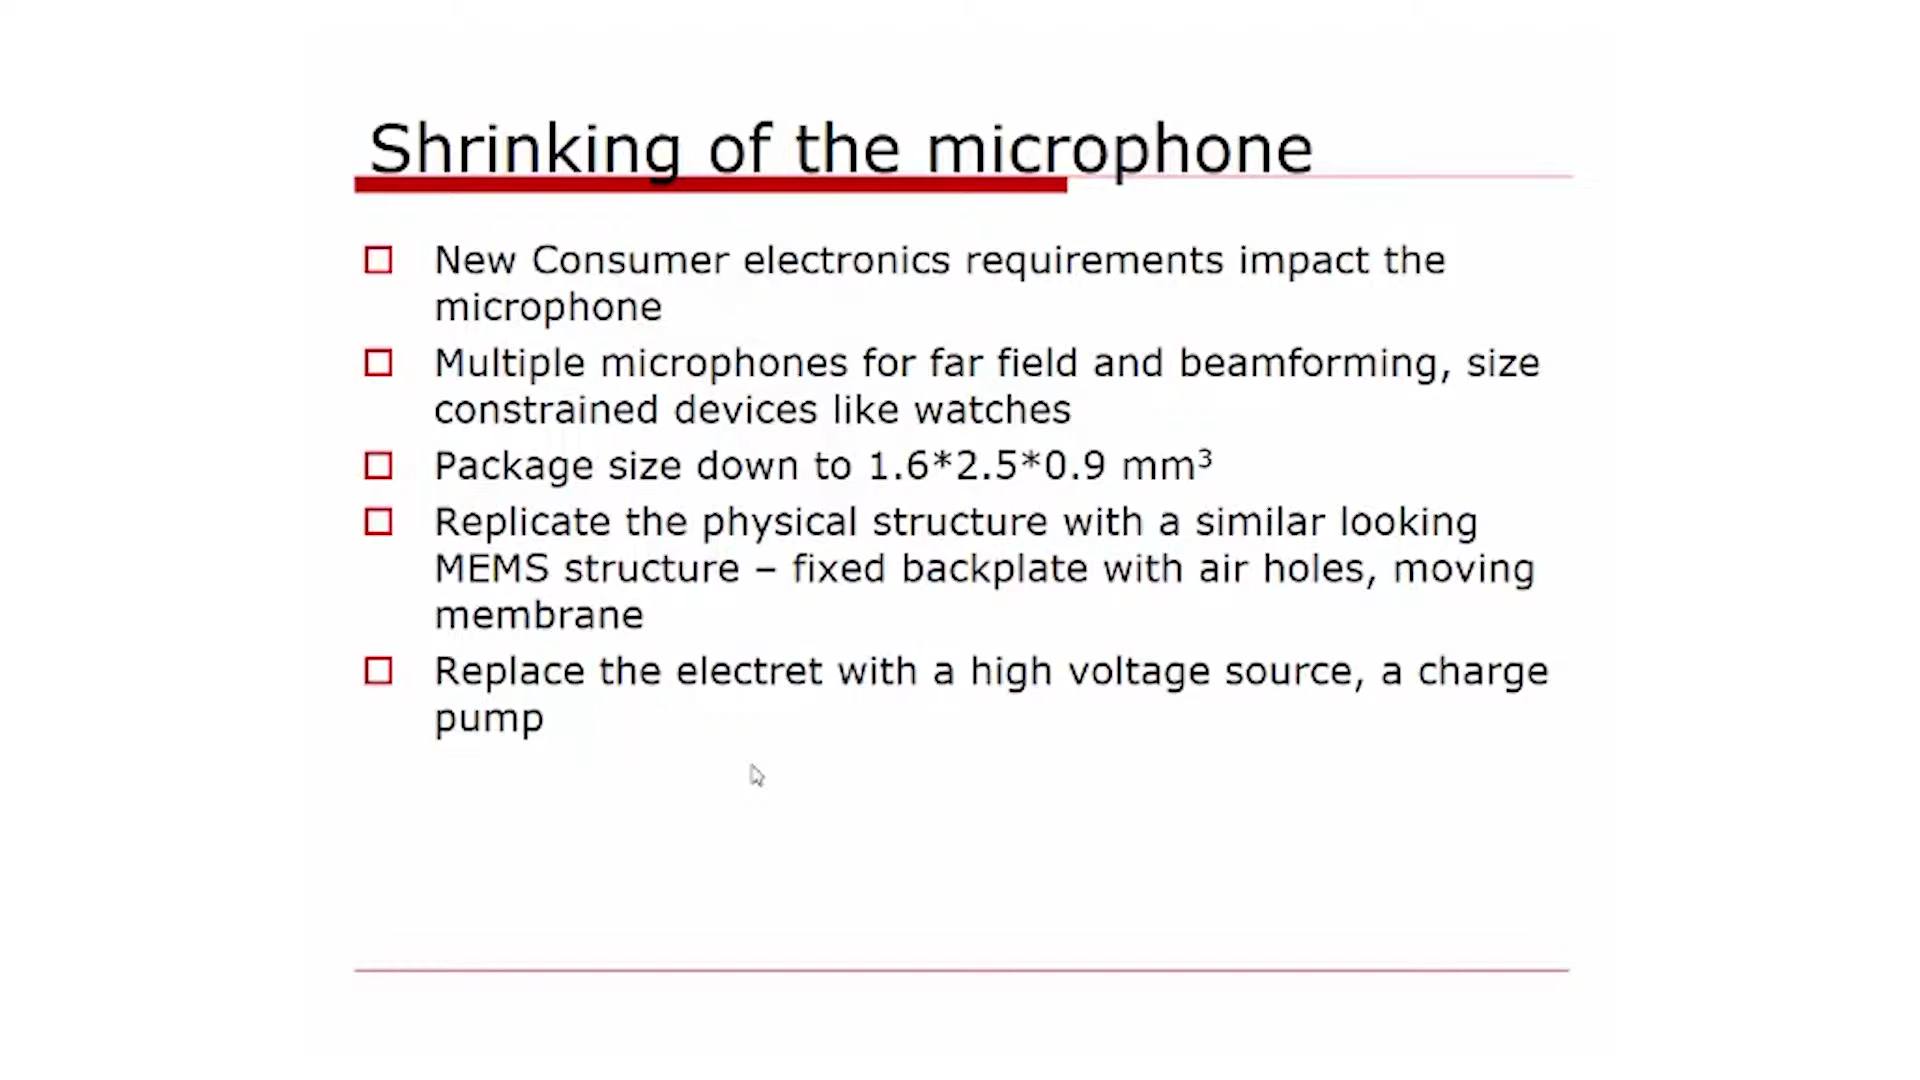 Shrinking of the microphone
New Consumer electronics requirements impact the
microphone
Multiple microphones for far field and beamforming, size
constrained devices like watches
Package size down to 1.6*2.5*0.9 mm³
Replicate the physical structure with a similar looking
MEMS structure – fixed backplate with air holes, moving
membrane
Replace the electret with a high voltage source, a charge
pump